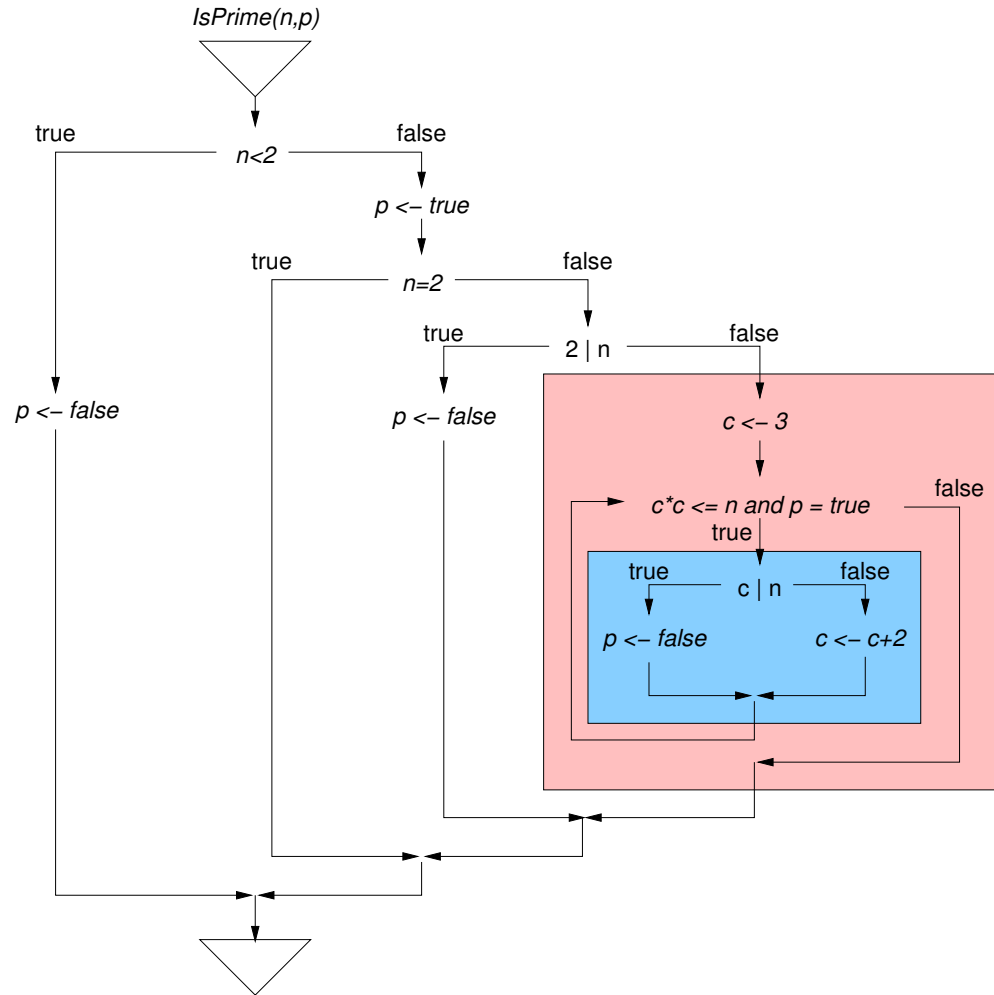 IsPrime(n,p)
true
false
n<2
p <− true
true
false
n=2
true
false
2 | n
p <− false
p <− false
c <− 3
false
c*c <= n and p = true
true
true
false
c | n
p <− false
c <− c+2